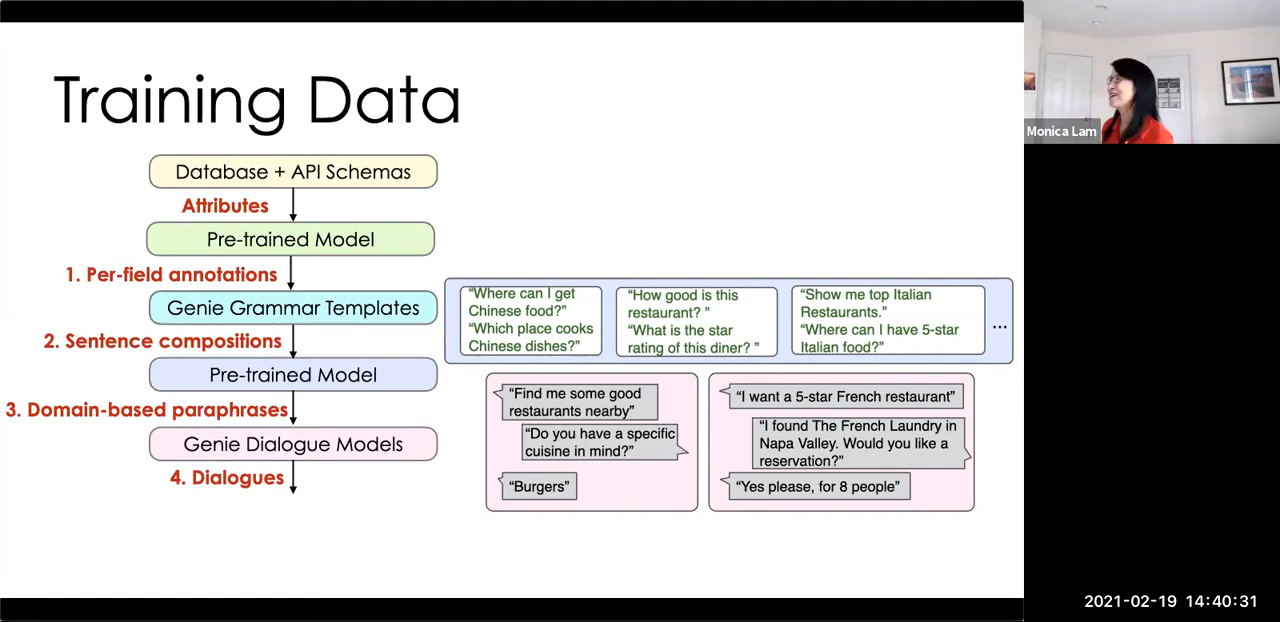 Training Data
Database + API Schemas
Attributes
Pre-trained Model
1. Per-field annotations
Genie Grammar Templates
2. Sentence compositions
Pre-trained Model
3. Domain-based paraphrases
Genie Dialogue Models
4. Dialogues
“Where can I get
Chinese food?”
“Which place cooks
Chinese dishes?”
“How good is this
restaurant? ”
“What is the star
rating of this diner? ”
“Show me top Italian
Restaurants.”
“Where can I have 5-star
Italian food?”
...
“Find me some good
restaurants nearby”
“Do you have a specific
cuisine in mind?”
“Burgers”
“I want a 5-star French restaurant”
“I found The French Laundry in
Napa Valley. Would you like a
reservation?”
“Yes please, for 8 people”
Monica Lam
2021-02-19 14:40:31